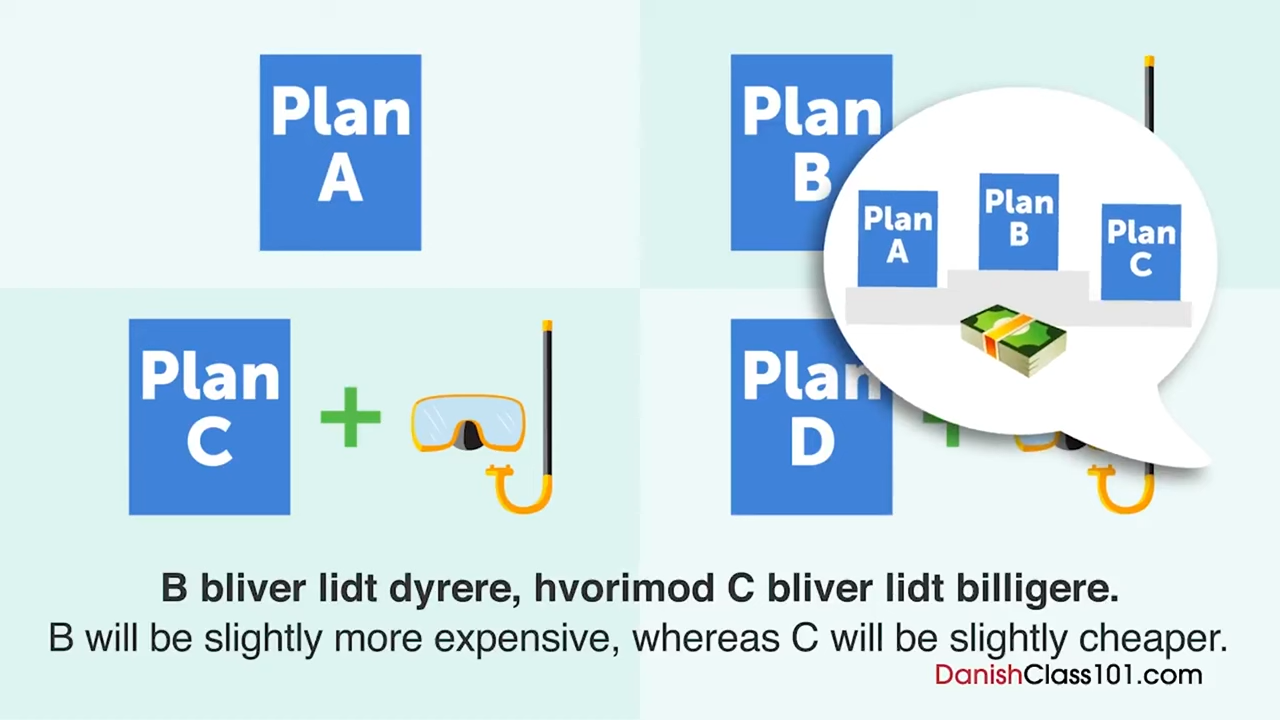 Plan
A
Plan
B
Plan
A
Plan
B
Plan
C
Plan
C
Plan
D
B bliver lidt dyrere, hvorimod C bliver lidt billigere.
B will be slightly more expensive, whereas C will be slightly cheaper.
DanishClass101.com